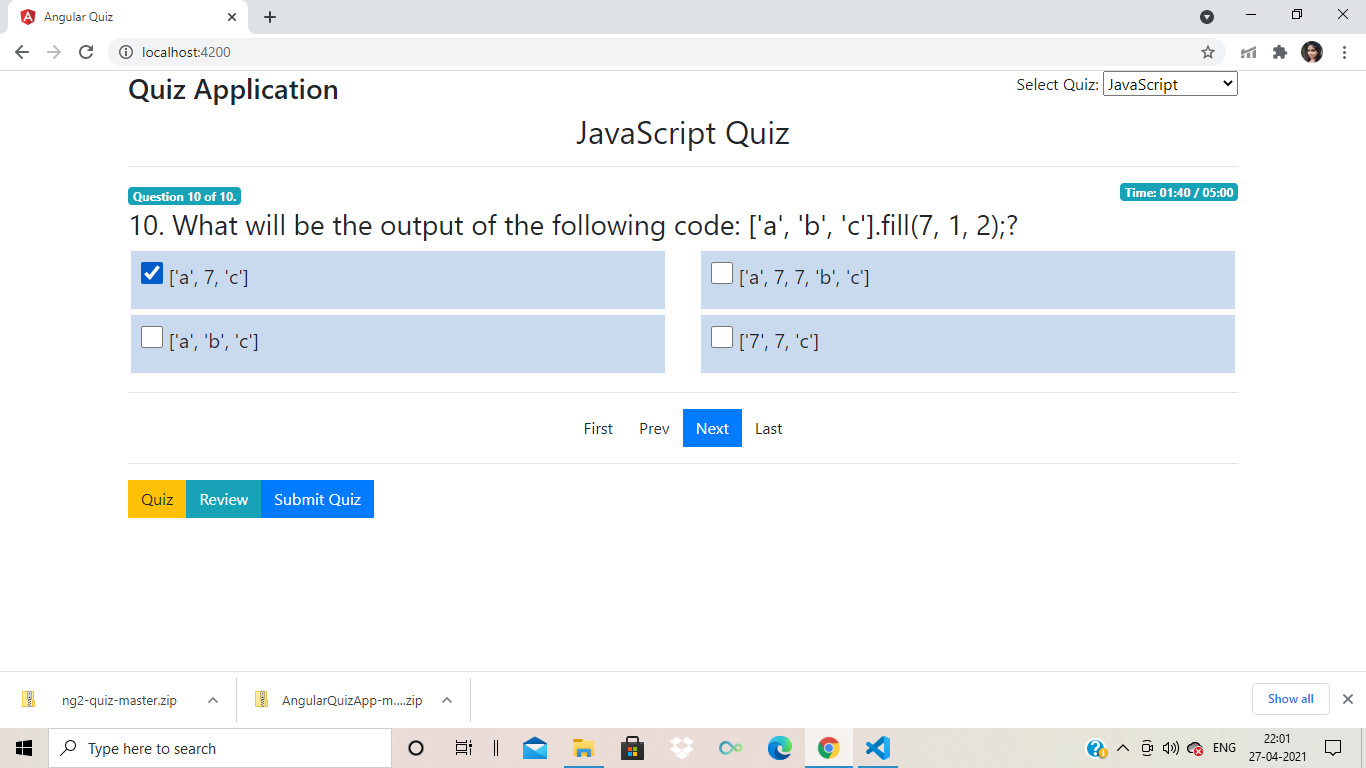 Angular Quiz
localhost:4200
Quiz Application
Select Quiz: JavaScript
JavaScript Quiz
Question 10 of 10.
Time: 01:40 / 05:00
10. What will be the output of the following code: ['a', 'b', 'c'].fill(7, 1, 2);?
['a', 7, 'c']
['a', 7, 7, 'b', 'c']
['a', 'b', 'c']
['7', 7, 'c']
First Prev Next Last
Quiz Review Submit Quiz
ng2-quiz-master.zip
AngularQuizApp-m....zip
Show all
Type here to search
ENG
22:01
27-04-2021